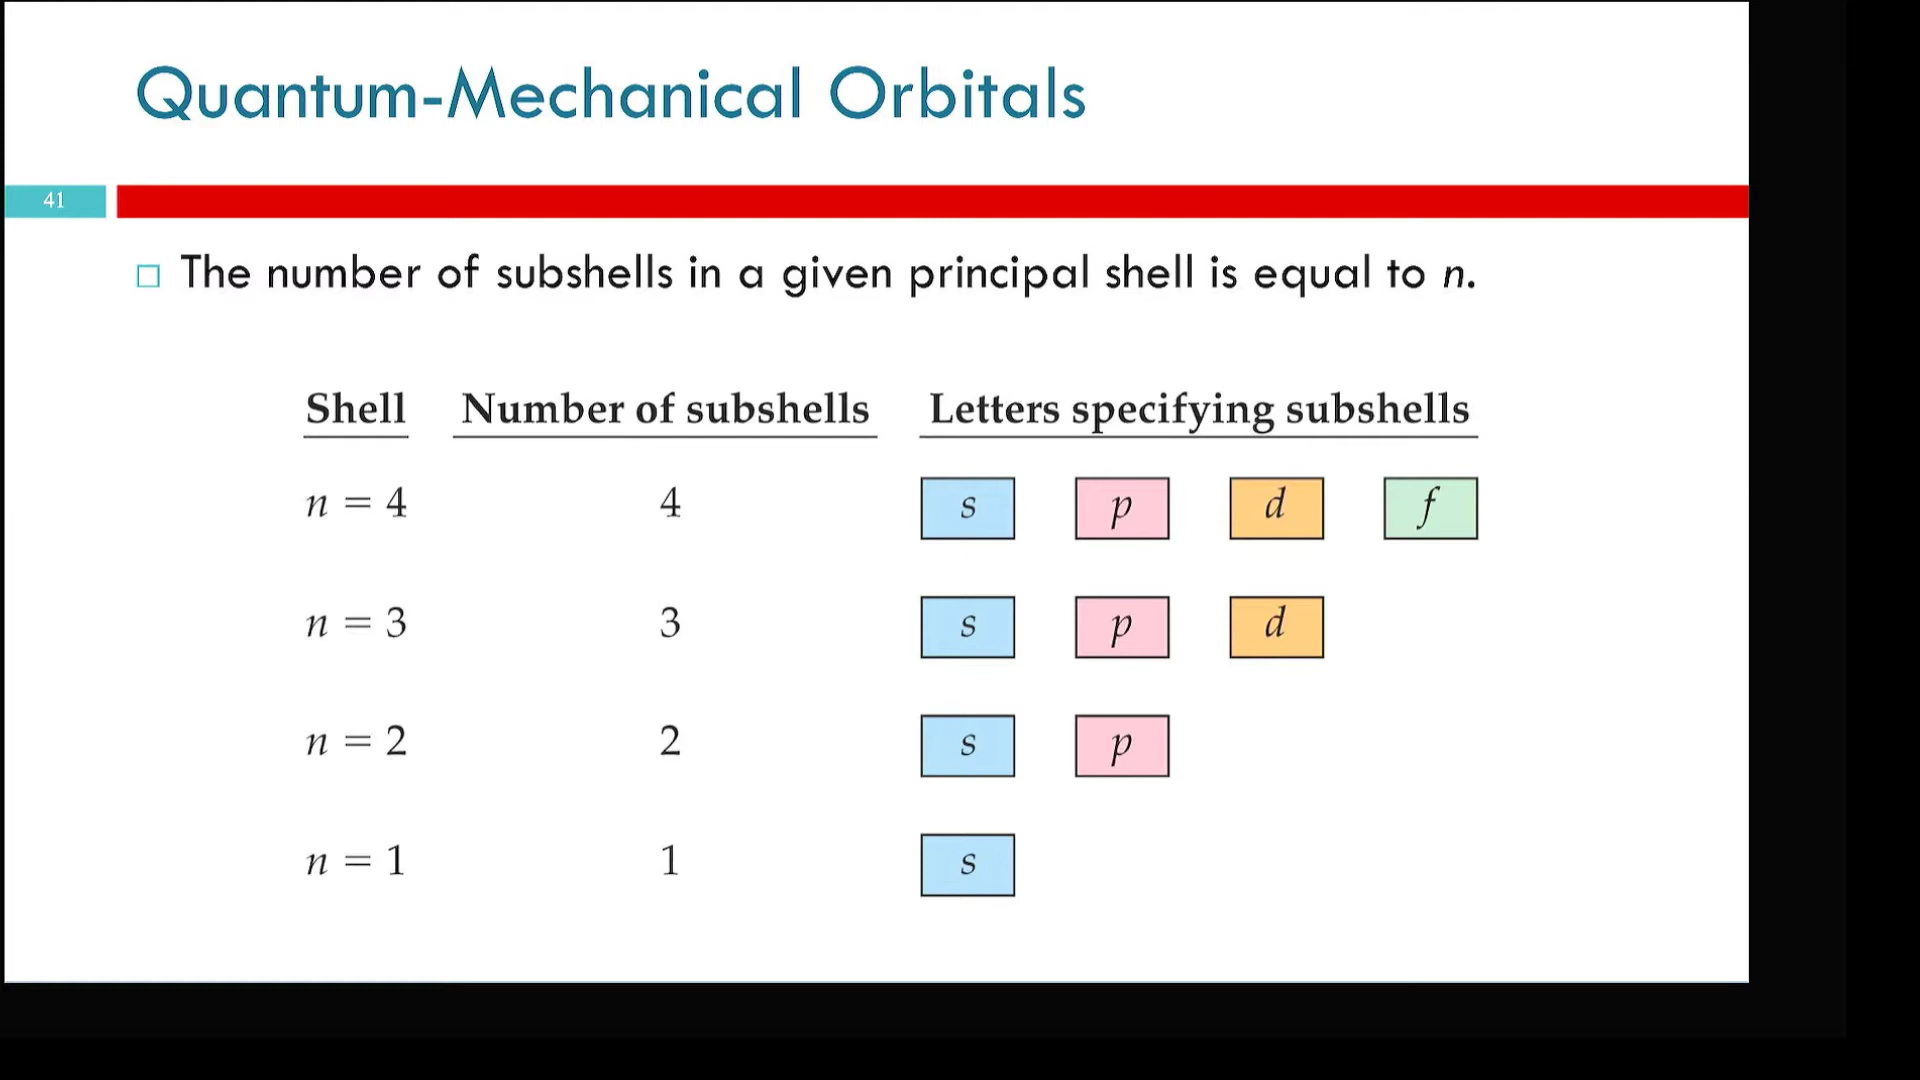 Quantum-Mechanical Orbitals
41
The number of subshells in a given principal shell is equal to n.
Shell Number of subshells Letters specifying subshells
n = 4 4 s p d f
n = 3 3 s p d
n = 2 2 s p
n = 1 1 s